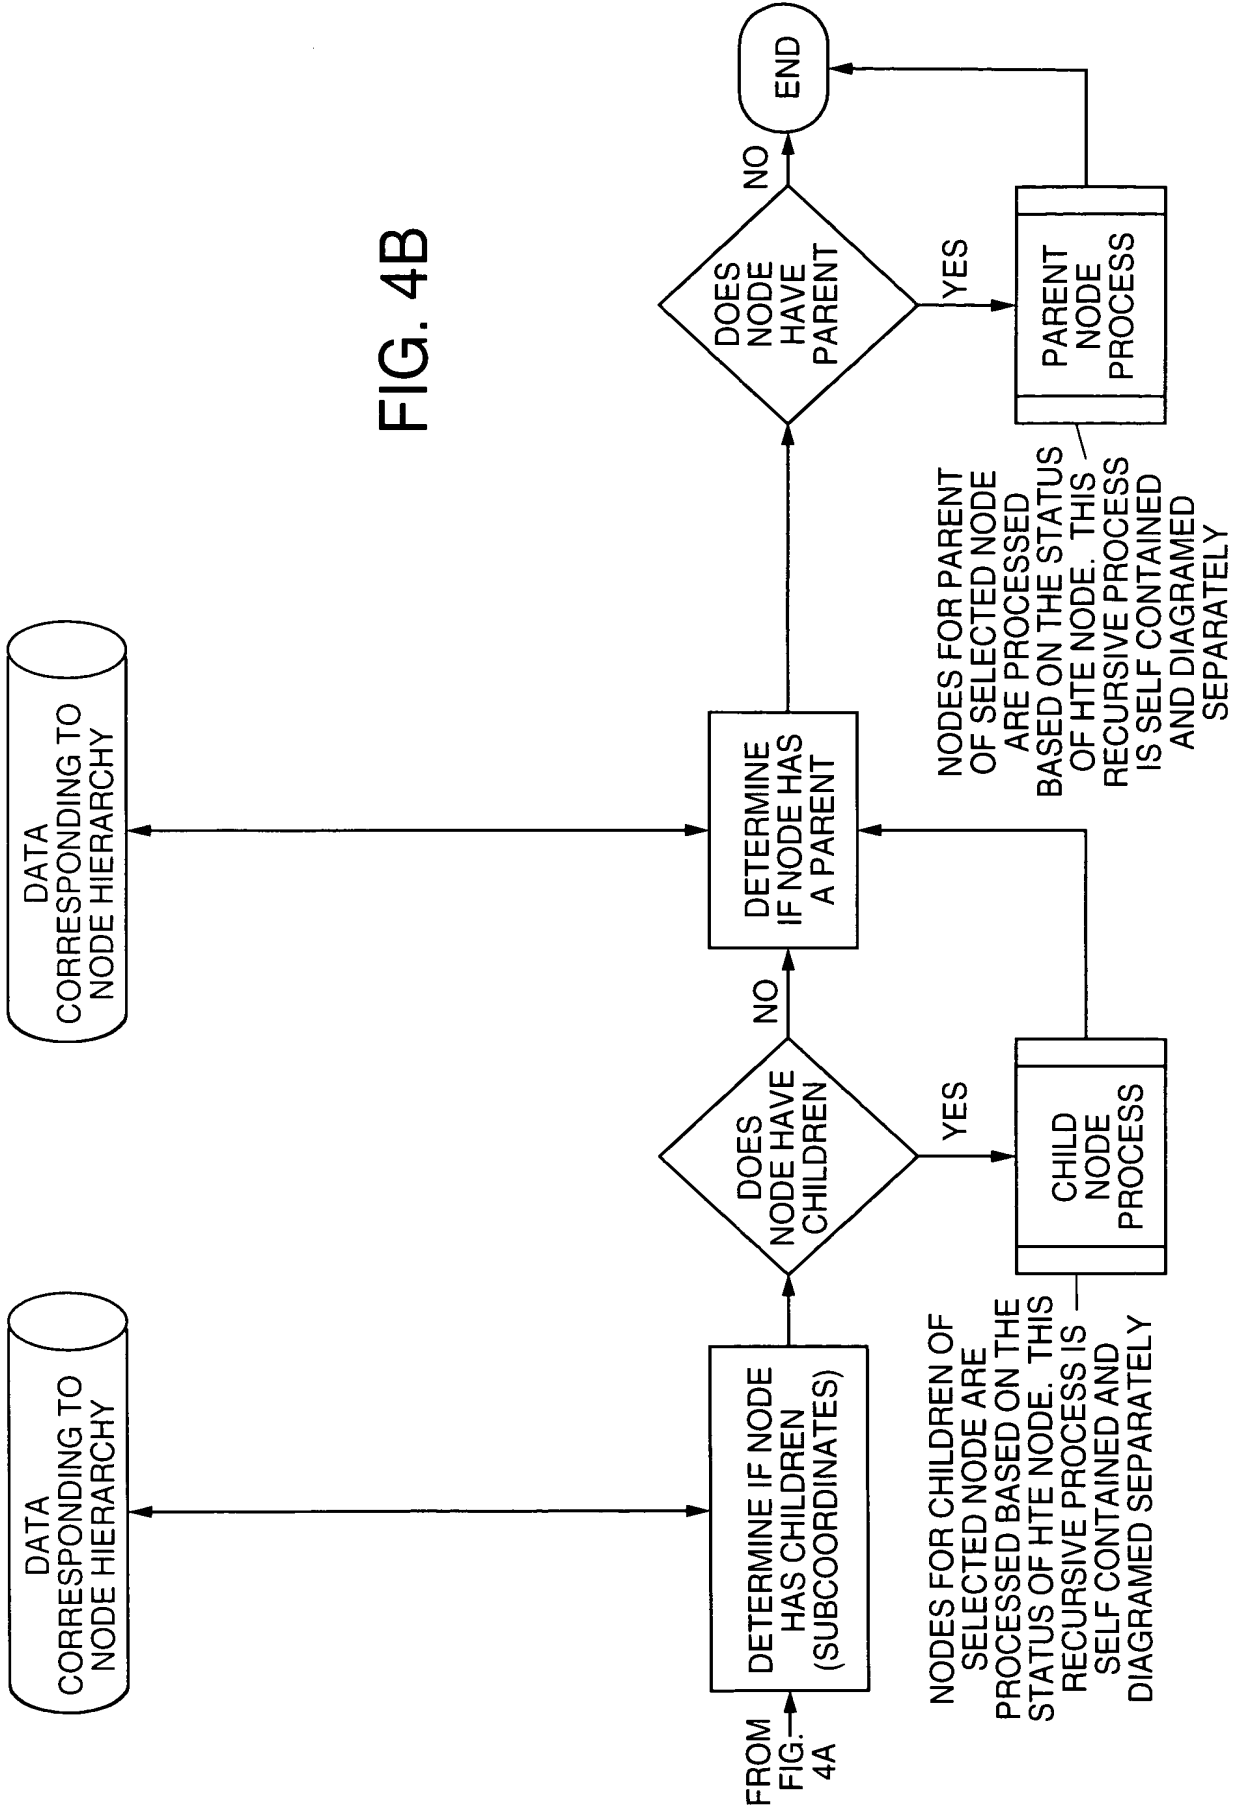 FIG. 4B
DATA
CORRESPONDING TO
NODE HIERARCHY
DATA
CORRESPONDING TO
NODE HIERARCHY
FROM
FIG.
4A
DETERMINE IF NODE
HAS CHILDREN
(SUBCOORDINATES)
DOES
NODE HAVE
CHILDREN
NO
YES
DETERMINE
IF NODE HAS
A PARENT
DOES
NODE
HAVE
PARENT
NO
YES
END
NODES FOR CHILDREN OF
SELECTED NODE ARE
PROCESSED BASED ON THE
STATUS OF HTE NODE. THIS
RECURSIVE PROCESS IS
SELF CONTAINED AND
DIAGRAMED SEPARATELY
CHILD
NODE
PROCESS
NODES FOR PARENT
OF SELECTED NODE
ARE PROCESSED
BASED ON THE STATUS
OF HTE NODE. THIS
RECURSIVE PROCESS
IS SELF CONTAINED
AND DIAGRAMED
SEPARATELY
PARENT
NODE
PROCESS